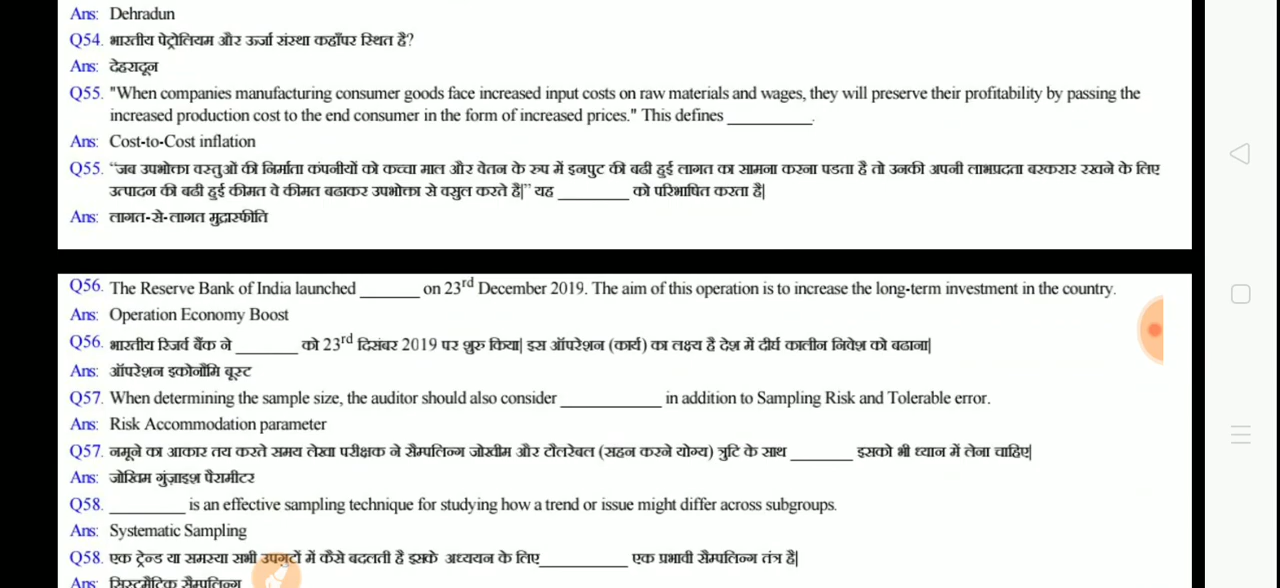 Ans: Dehradun
Q54. भारतीय पेट्रोलियम और ऊर्जा संस्था कहाँपर स्थित है?
Ans: देहरादून
Q55. "When companies manufacturing consumer goods face increased input costs on raw materials and wages, they will preserve their profitability by passing the
increased production cost to the end consumer in the form of increased prices." This defines __________.
Ans: Cost-to-Cost inflation
Q55. "जब उपभोक्ता वस्तुओं की निर्माता कंपनीयों को कच्चा माल और वेतन के रुप में इनपुट की बढी हुई लागत का सामना करना पडता है तो उनकी अपनी लाभप्रदता बरकरार रखने के लिए
उत्पादन की बढी हुई कीमत वे कीमत बढाकर उपभोक्ता से वसुल करते है|" यह ________ को परिभाषित करता है|
Ans: लागत-से-लागत मुद्रास्फीति
Q56. The Reserve Bank of India launched _______ on 23rd December 2019. The aim of this operation is to increase the long-term investment in the country.
Ans: Operation Economy Boost
Q56. भारतीय रिजर्व बैंक ने _______ को 23rd दिसंबर 2019 पर शुरु किया| इस ऑपरेशन (कार्य) का लक्ष्य है देश में दीर्घ कालीन निवेश को बढाना|
Ans: ऑपरेशन इकोनौमि बूस्ट
Q57. When determining the sample size, the auditor should also consider ____________ in addition to Sampling Risk and Tolerable error.
Ans: Risk Accommodation parameter
Q57. नमूने का आकार तय करते समय लेखा परीक्षक ने सैम्पलिन्ग जोखीम और टौलरेबल (सहन करने योग्य) त्रुटि के साथ _______ इसको भी ध्यान में लेना चाहिए|
Ans: जोखिम गुंज़ाइश पैरामीटर
Q58. _________ is an effective sampling technique for studying how a trend or issue might differ across subgroups.
Ans: Systematic Sampling
Q58. एक ट्रेन्ड या समस्या सभी उपगुटों में कैसे बदलती है इसके अध्ययन के लिए__________ एक प्रभावी सैम्पलिन्ग तंत्र है|
Ans: सिस्टमैटिक सैम्पलिन्ग